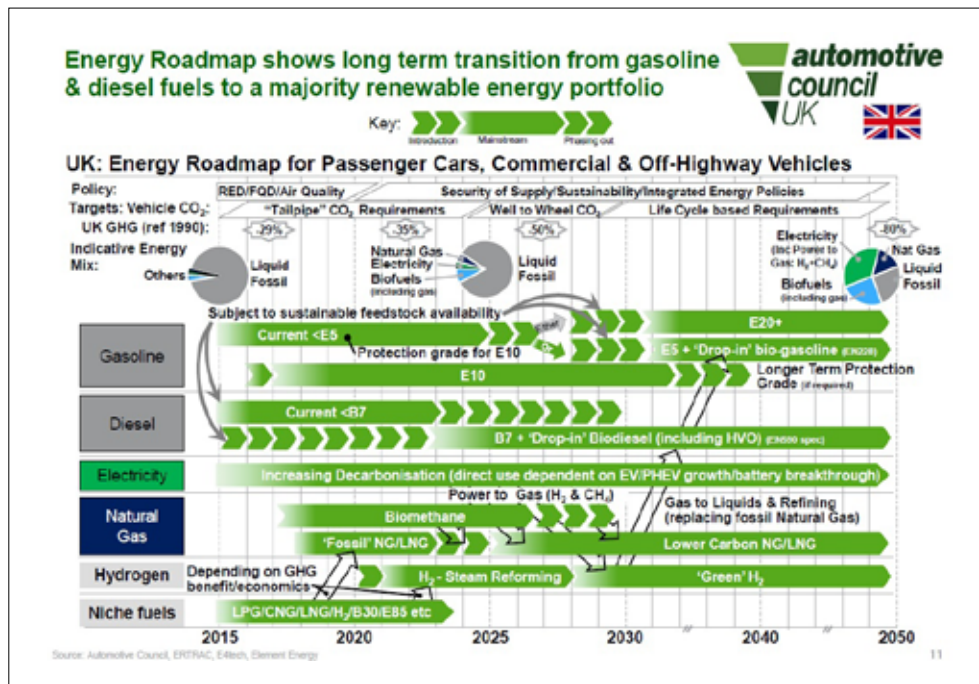 Energy Roadmap shows long term transition from gasoline
& diesel fuels to a majority renewable energy portfolio
automotive
council
UK
Key:
Introduction
Mainstream
Phasing out
UK: Energy Roadmap for Passenger Cars, Commercial & Off-Highway Vehicles
Policy:
RED/FQD/Air Quality
Security of Supply/Sustainability/Integrated Energy Policies
Targets: Vehicle CO₂:
"Tailpipe" CO₂ Requirements
Well to Wheel CO₂
Life Cycle based Requirements
UK GHG (ref 1990):
-29%
-35%
-50%
-80%
Indicative Energy
Mix:
Others
Liquid
Fossil
Natural Gas
Electricity
Biofuels
(including gas)
Liquid
Fossil
Electricity
(Inc Power to
Gas: H₂+CH₄)
Biofuels
(including gas)
Nat Gas
Liquid
Fossil
Subject to sustainable feedstock availability
Gasoline
Current <E5
Protection grade for E10
Either
Or
E20+
E5 + 'Drop-in' bio-gasoline (EN228)
E10
Longer Term Protection
Grade (if required)
Diesel
Current <B7
B7 + 'Drop-in' Biodiesel (including HVO) (EN590 spec)
Electricity
Increasing Decarbonisation (direct use dependent on EV/PHEV growth/battery breakthrough)
Natural
Gas
Power to Gas (H₂ & CH₄)
Biomethane
Gas to Liquids & Refining
(replacing fossil Natural Gas)
'Fossil' NG/LNG
Lower Carbon NG/LNG
Hydrogen
Depending on GHG
benefit/economics
H₂ - Steam Reforming
'Green' H₂
Niche fuels
LPG/CNG/LNG/H₂/B30/E85 etc
2015
2020
2025
2030
2040
2050
Source: Automotive Council, ERTRAC, E4tech, Element Energy
11